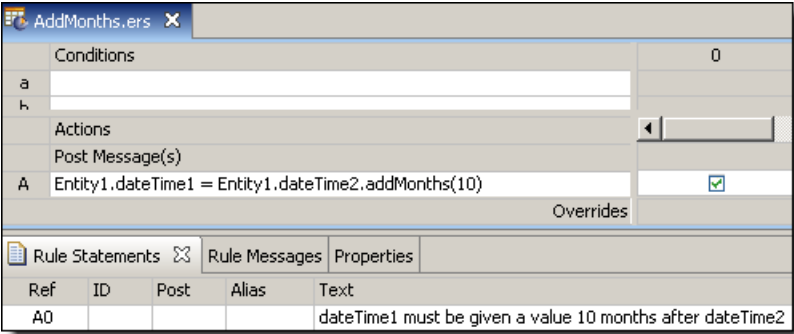 AddMonths.ers
Conditions 0
a
b
Actions
Post Message(s)
A Entity1.dateTime1 = Entity1.dateTime2.addMonths(10)
Overrides
Rule Statements Rule Messages Properties
Ref ID Post Alias Text
A0 dateTime1 must be given a value 10 months after dateTime2